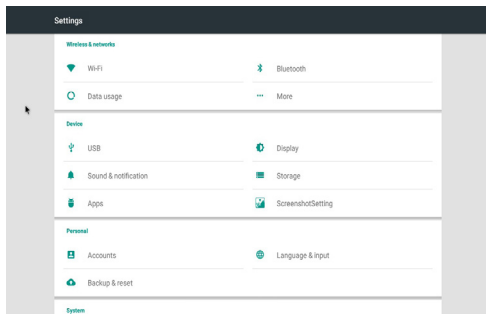 Settings
Wireless & networks
Wi-Fi
Bluetooth
Data usage
More
Device
USB
Display
Sound & notification
Storage
Apps
ScreenshotSetting
Personal
Accounts
Language & input
Backup & reset
System